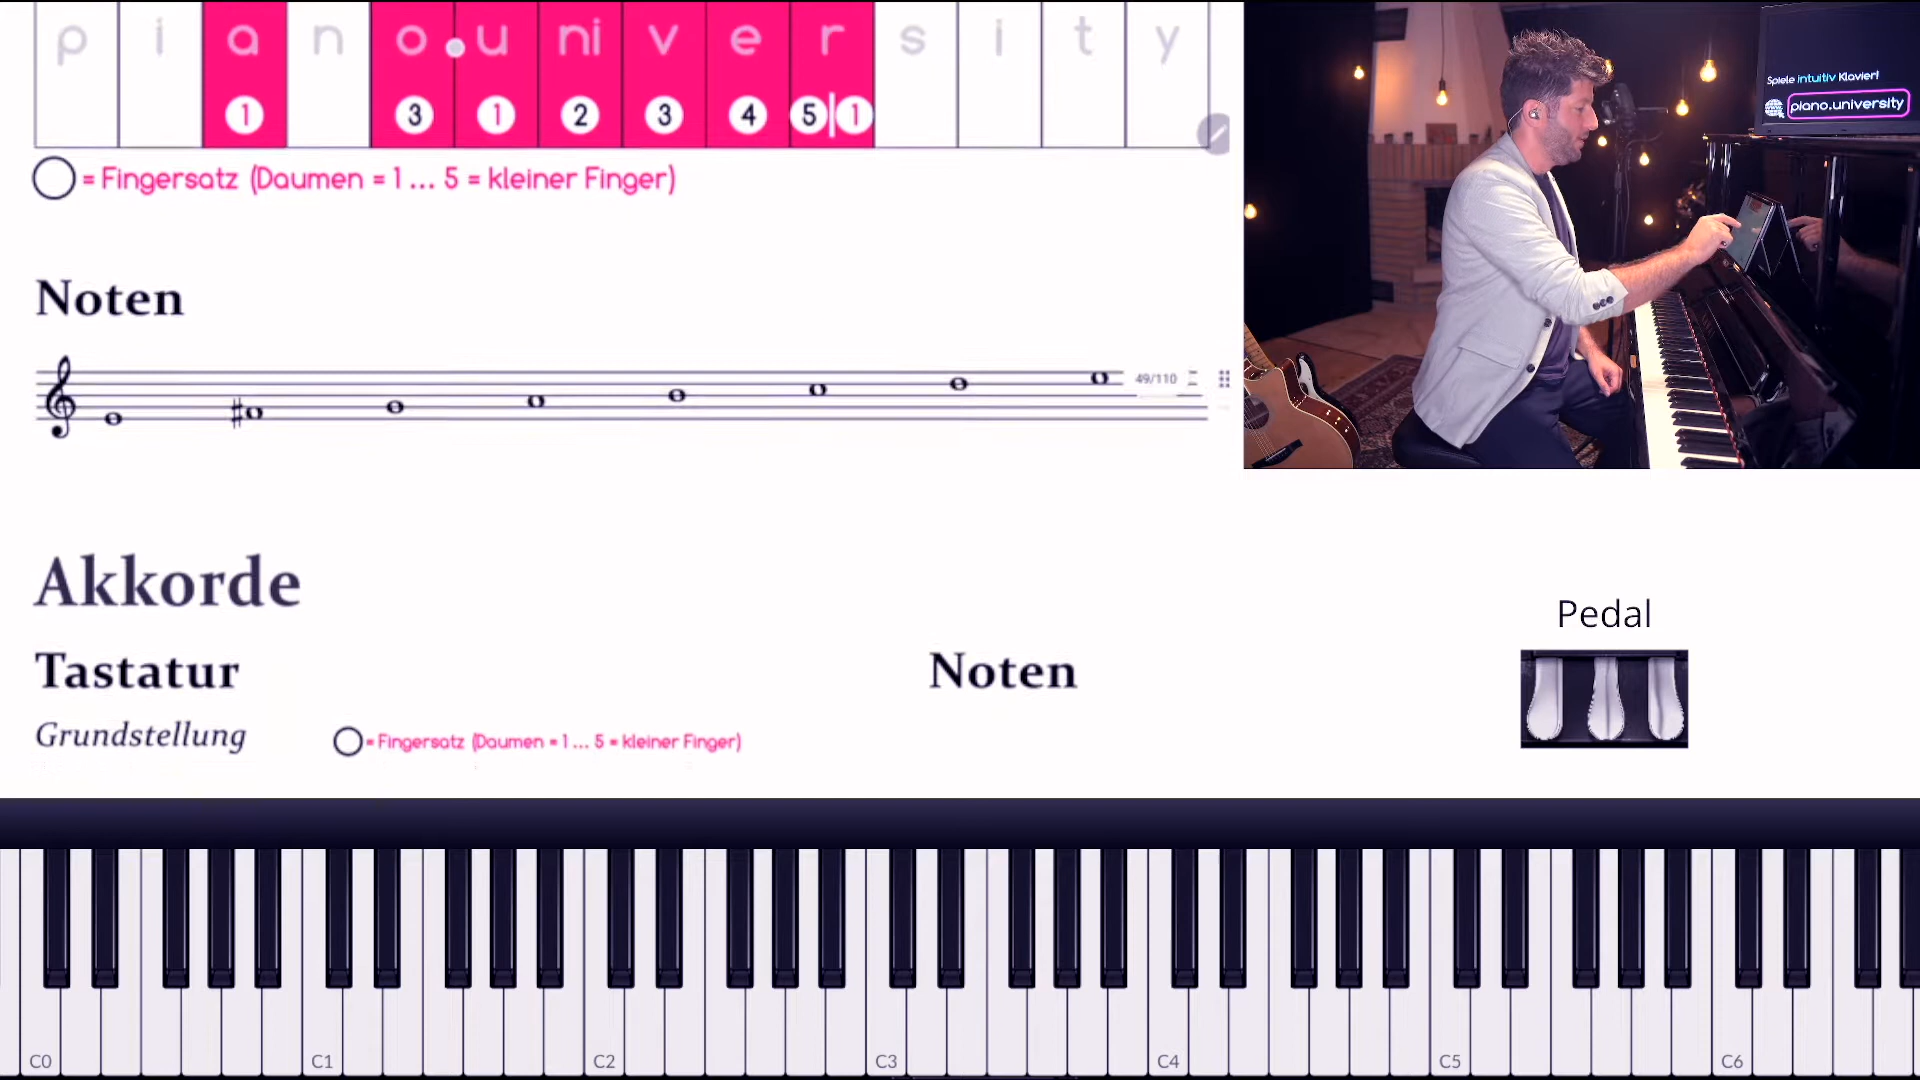 piano.university
1 3 1 2 3 4 5|1
= Fingersatz (Daumen = 1 ... 5 = kleiner Finger)
Spiele intuitiv Klavier!
piano.university
Noten
49/110
Akkorde
Pedal
Tastatur
Noten
Grundstellung
= Fingersatz (Daumen = 1 ... 5 = kleiner Finger)
C0 C1 C2 C3 C4 C5 C6